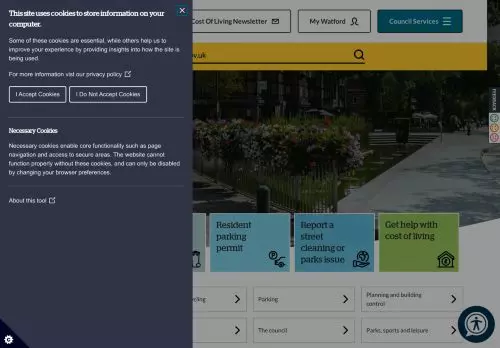 This site uses cookies to store information on your
computer.
Some of these cookies are essential, while others help us to
improve your experience by providing insights into how the site is
being used.
For more information vist our privacy policy
I Accept Cookies
I Do Not Accept Cookies
Necessary Cookies
Necessary cookies enable core functionality such as page
navigation and access to secure areas. The website cannot
function properly without these cookies, and can only be disabled
by changing your browser preferences.
About this tool
Cost Of Living Newsletter
My Watford
Council Services
Resident
parking
permit
Report a
street
cleaning or
parks issue
Get help with
cost of living
Parking
Planning and building
control
The council
Parks, sports and leisure